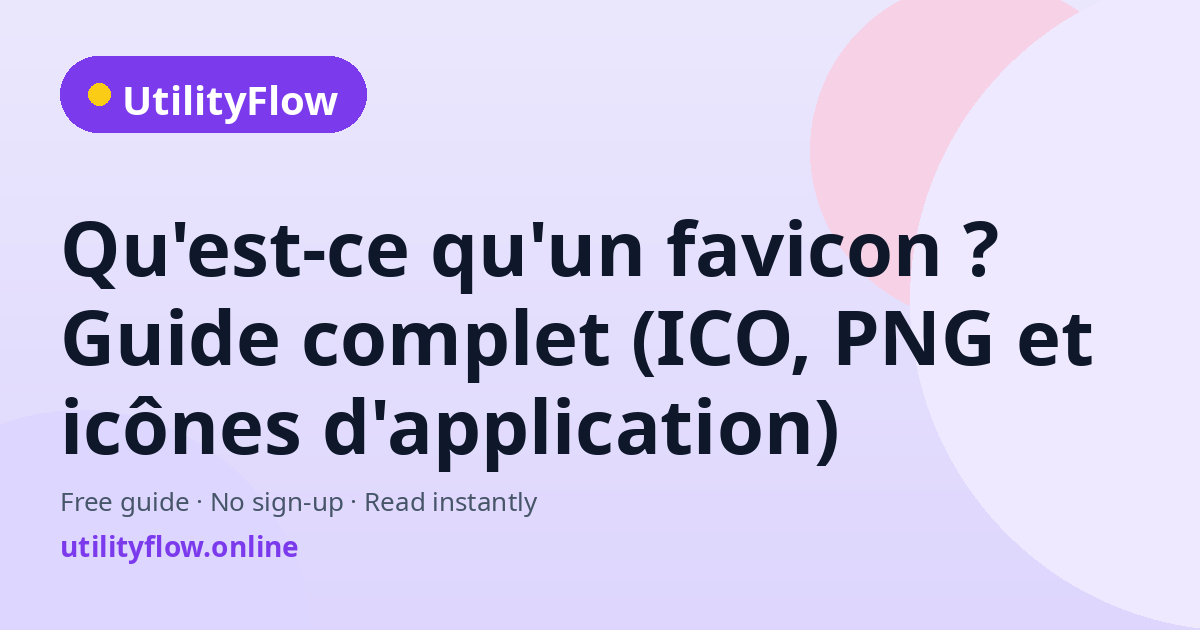 UtilityFlow
Qu'est-ce qu'un favicon ?
Guide complet (ICO, PNG et
icônes d'application)
Free guide · No sign-up · Read instantly
utilityflow.online